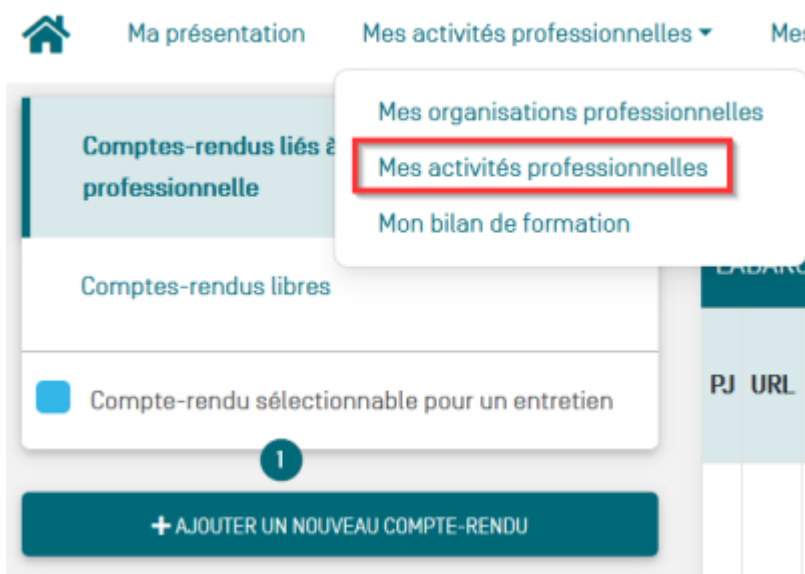 Ma présentation
Mes activités professionnelles
Mes organisations professionnelles
Mes activités professionnelles
Mon bilan de formation
Comptes-rendus liés à
professionnelle
Comptes-rendus libres
Compte-rendu sélectionnable pour un entretien
PJ URL
1
+ AJOUTER UN NOUVEAU COMPTE-RENDU